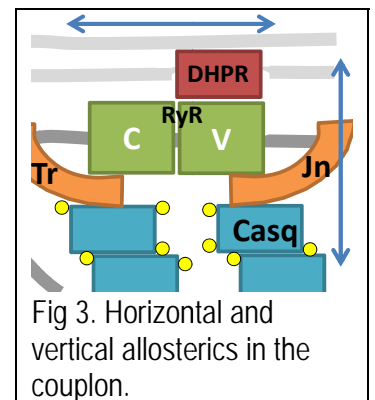 DHPR
RyR
C V
Tr
Jn
Casq
Fig 3. Horizontal and
vertical allosterics in the
couplon.